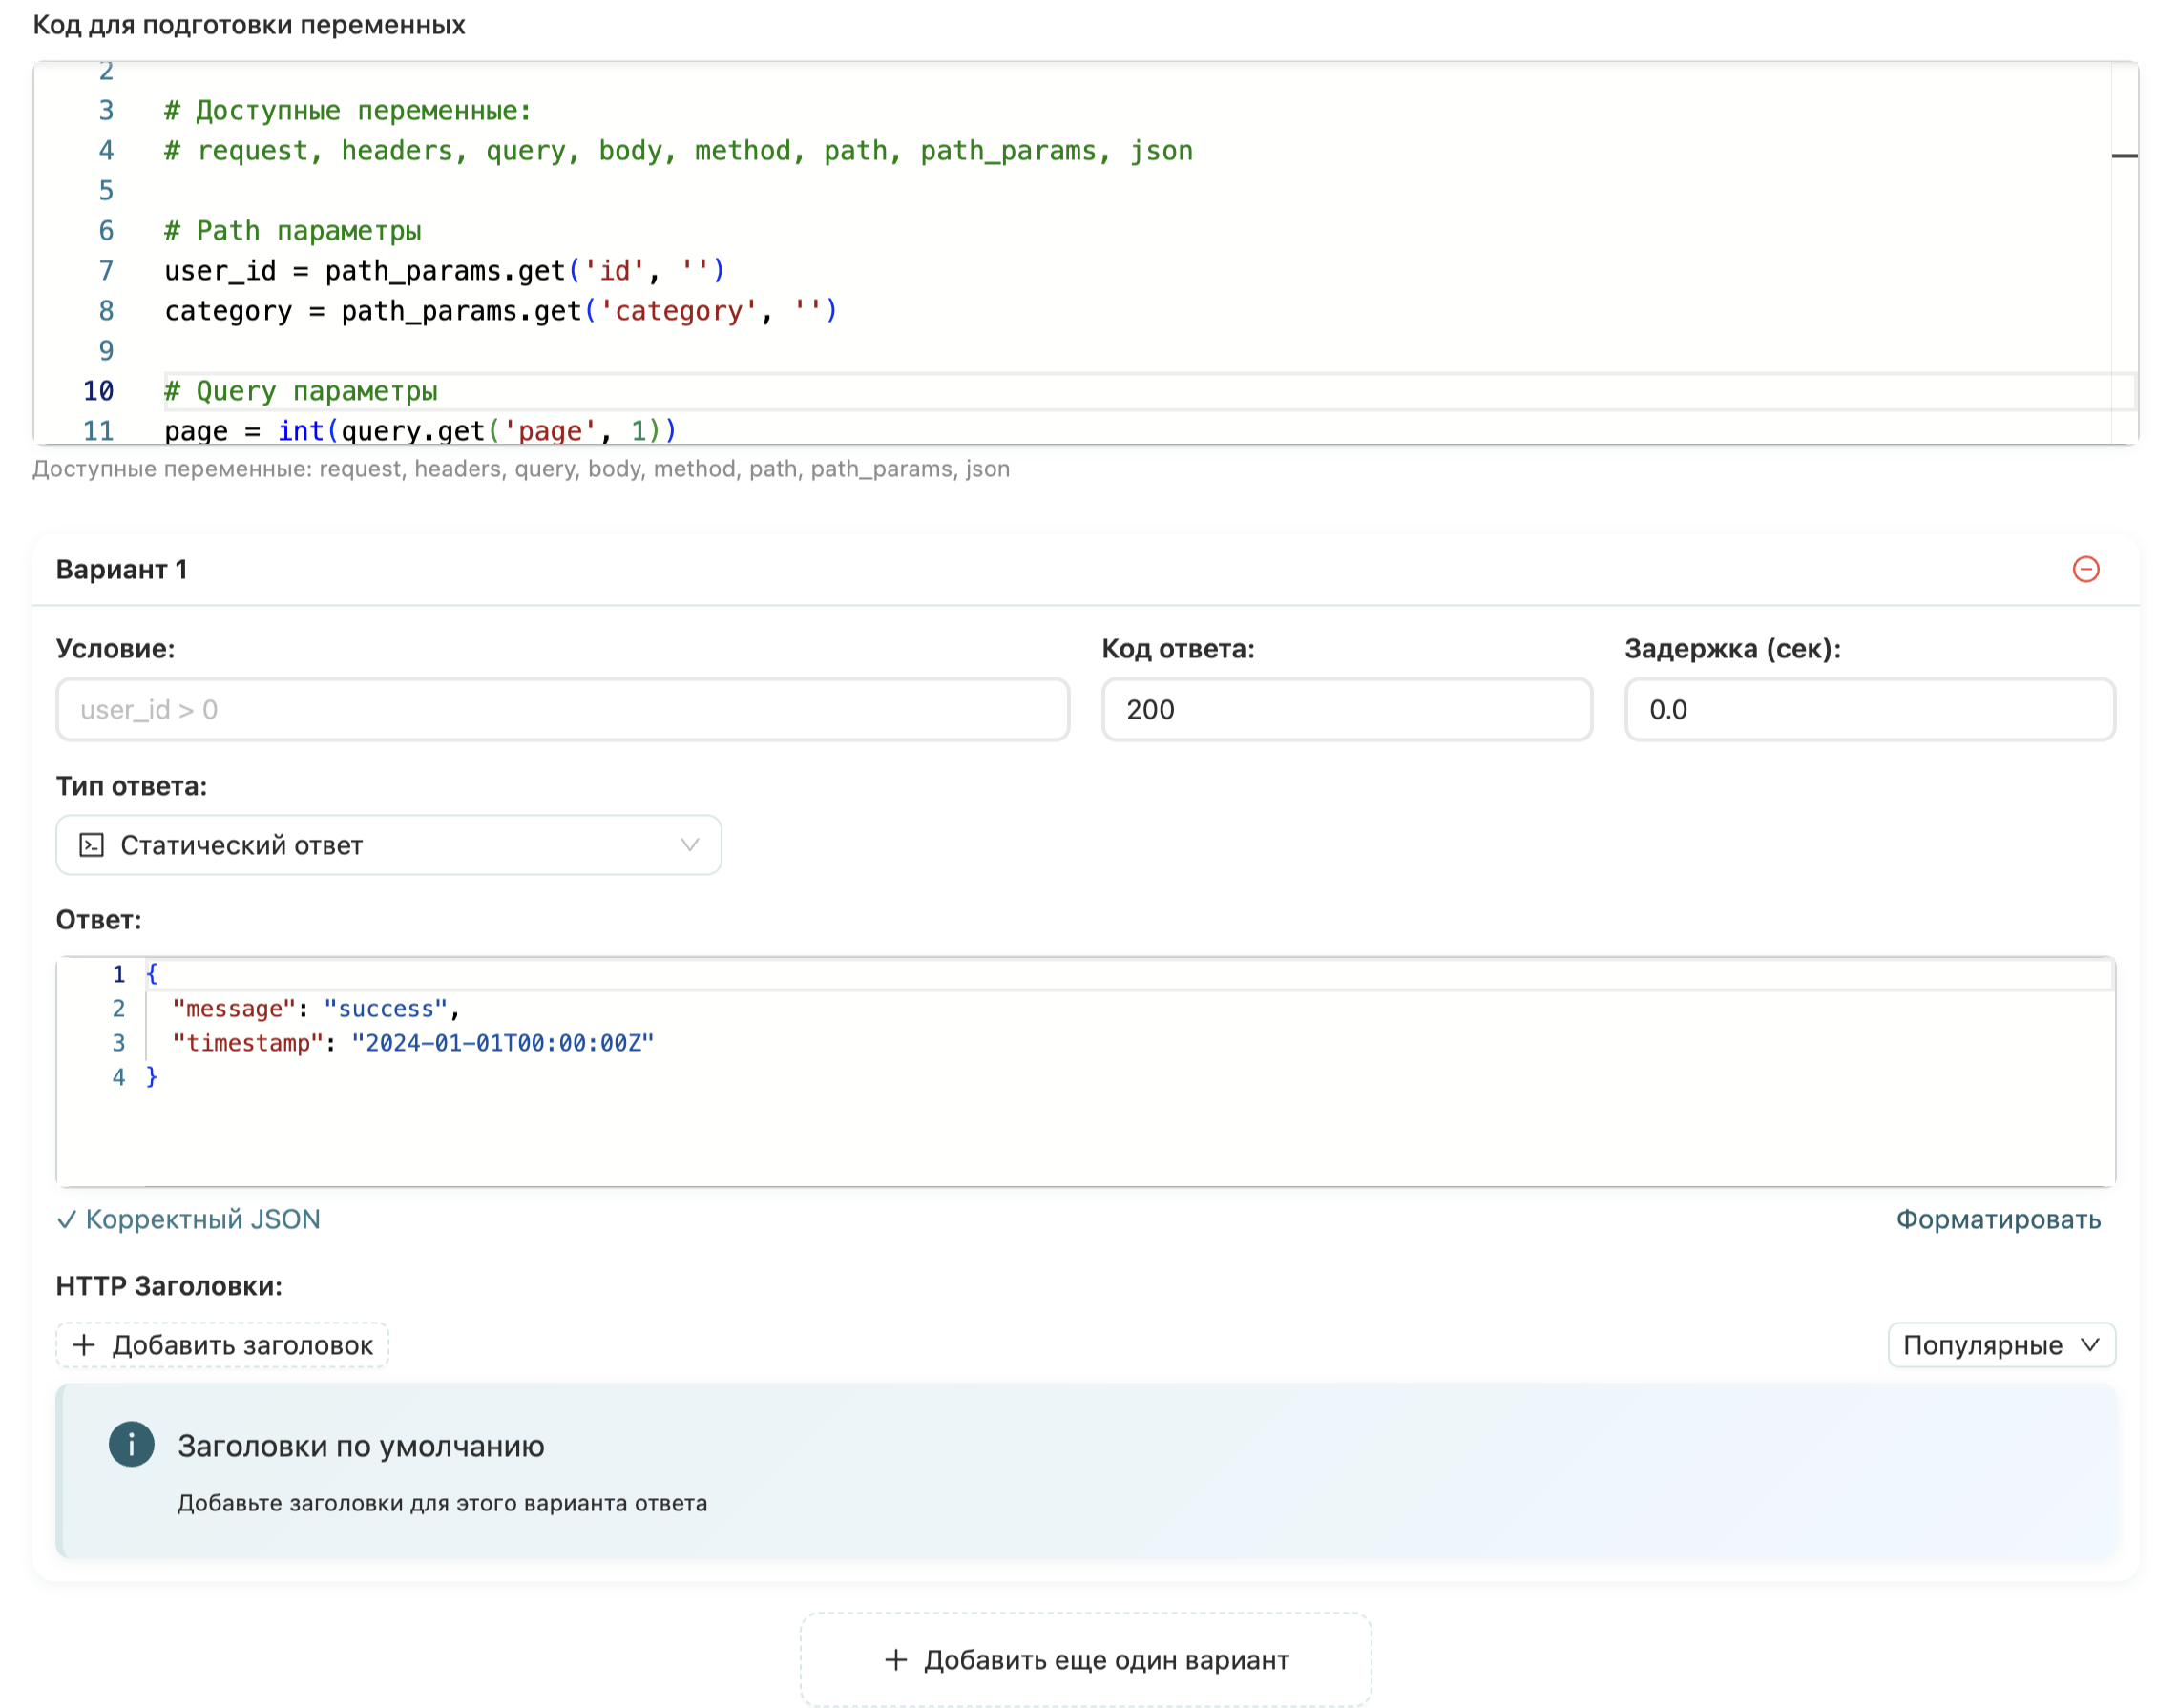 Код для подготовки переменных
2
3 # Доступные переменные:
4 # request, headers, query, body, method, path, path_params, json
5
6 # Path параметры
7 user_id = path_params.get('id', '')
8 category = path_params.get('category', '')
9
10 # Query параметры
11 page = int(query.get('page', 1))
Доступные переменные: request, headers, query, body, method, path, path_params, json
Вариант 1
Условие: Код ответа: Задержка (сек):
user_id > 0 200 0.0
Тип ответа:
Статический ответ
Ответ:
1 {
2 "message": "success",
3 "timestamp": "2024-01-01T00:00:00Z"
4 }
✓ Корректный JSON Форматировать
HTTP Заголовки:
+ Добавить заголовок Популярные
i Заголовки по умолчанию
Добавьте заголовки для этого варианта ответа
+ Добавить еще один вариант